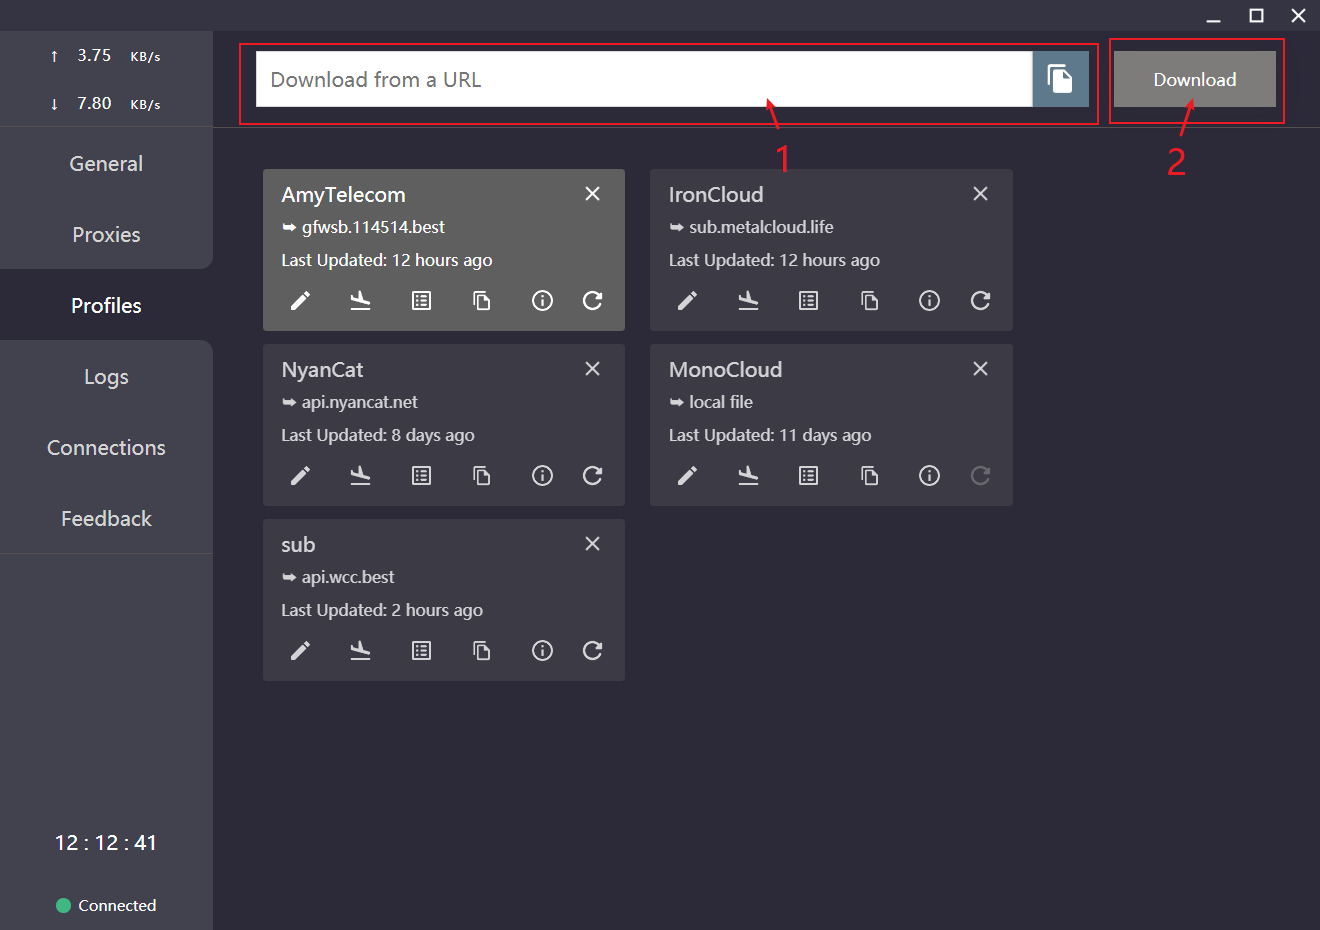 ↑ 3.75 KB/s
↓ 7.80 KB/s
General
Proxies
Profiles
Logs
Connections
Feedback
12 : 12 : 41
Connected
Download from a URL
Download
1
2
AmyTelecom
gfwsb.114514.best
Last Updated: 12 hours ago
IronCloud
sub.metalcloud.life
Last Updated: 12 hours ago
NyanCat
api.nyancat.net
Last Updated: 8 days ago
MonoCloud
local file
Last Updated: 11 days ago
sub
api.wcc.best
Last Updated: 2 hours ago